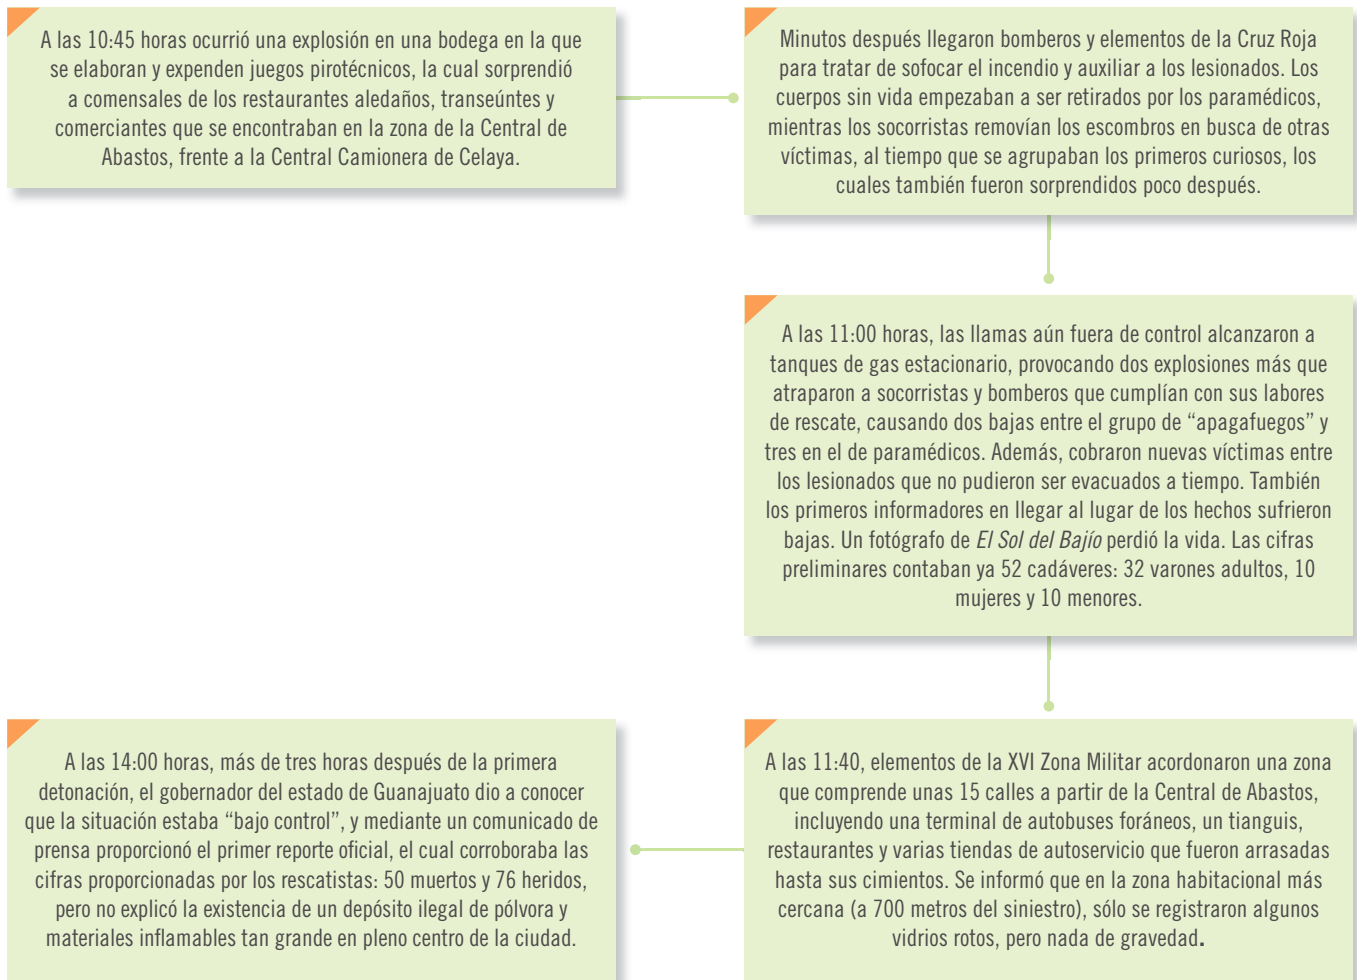 A las 10:45 horas ocurrió una explosión en una bodega en la que
se elaboran y expenden juegos pirotécnicos, la cual sorprendió
a comensales de los restaurantes aledaños, transeúntes y
comerciantes que se encontraban en la zona de la Central de
Abastos, frente a la Central Camionera de Celaya.
Minutos después llegaron bomberos y elementos de la Cruz Roja
para tratar de sofocar el incendio y auxiliar a los lesionados. Los
cuerpos sin vida empezaban a ser retirados por los paramédicos,
mientras los socorristas removían los escombros en busca de otras
víctimas, al tiempo que se agrupaban los primeros curiosos, los
cuales también fueron sorprendidos poco después.
A las 11:00 horas, las llamas aún fuera de control alcanzaron a
tanques de gas estacionario, provocando dos explosiones más que
atraparon a socorristas y bomberos que cumplían con sus labores
de rescate, causando dos bajas entre el grupo de “apagafuegos” y
tres en el de paramédicos. Además, cobraron nuevas víctimas entre
los lesionados que no pudieron ser evacuados a tiempo. También
los primeros informadores en llegar al lugar de los hechos sufrieron
bajas. Un fotógrafo de El Sol del Bajío perdió la vida. Las cifras
preliminares contaban ya 52 cadáveres: 32 varones adultos, 10
mujeres y 10 menores.
A las 11:40, elementos de la XVI Zona Militar acordonaron una zona
que comprende unas 15 calles a partir de la Central de Abastos,
incluyendo una terminal de autobuses foráneos, un tianguis,
restaurantes y varias tiendas de autoservicio que fueron arrasadas
hasta sus cimientos. Se informó que en la zona habitacional más
cercana (a 700 metros del siniestro), sólo se registraron algunos
vidrios rotos, pero nada de gravedad.
A las 14:00 horas, más de tres horas después de la primera
detonación, el gobernador del estado de Guanajuato dio a conocer
que la situación estaba “bajo control”, y mediante un comunicado de
prensa proporcionó el primer reporte oficial, el cual corroboraba las
cifras proporcionadas por los rescatistas: 50 muertos y 76 heridos,
pero no explicó la existencia de un depósito ilegal de pólvora y
materiales inflamables tan grande en pleno centro de la ciudad.